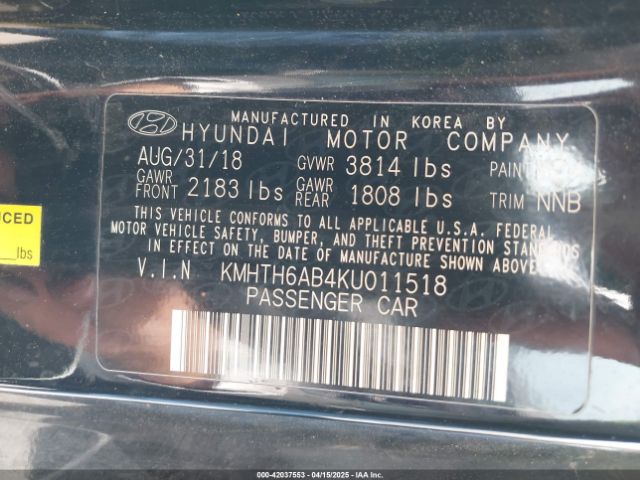 MANUFACTURED IN KOREA BY
HYUNDAI MOTOR COMPANY
AUG/31/18 GVWR 3814 lbs PAINT
GAWR FRONT 2183 lbs GAWR REAR 1808 lbs TRIM NNB
THIS VEHICLE CONFORMS TO ALL APPLICABLE U.S.A. FEDERAL
MOTOR VEHICLE SAFETY, BUMPER, AND THEFT PREVENTION STANDARDS
IN EFFECT ON THE DATE OF MANUFACTURE SHOWN ABOVE.
V.I.N KMHTH6AB4KU011518
PASSENGER CAR
UCED
lbs
000-42037553 - 04/15/2025 - IAAI.COM